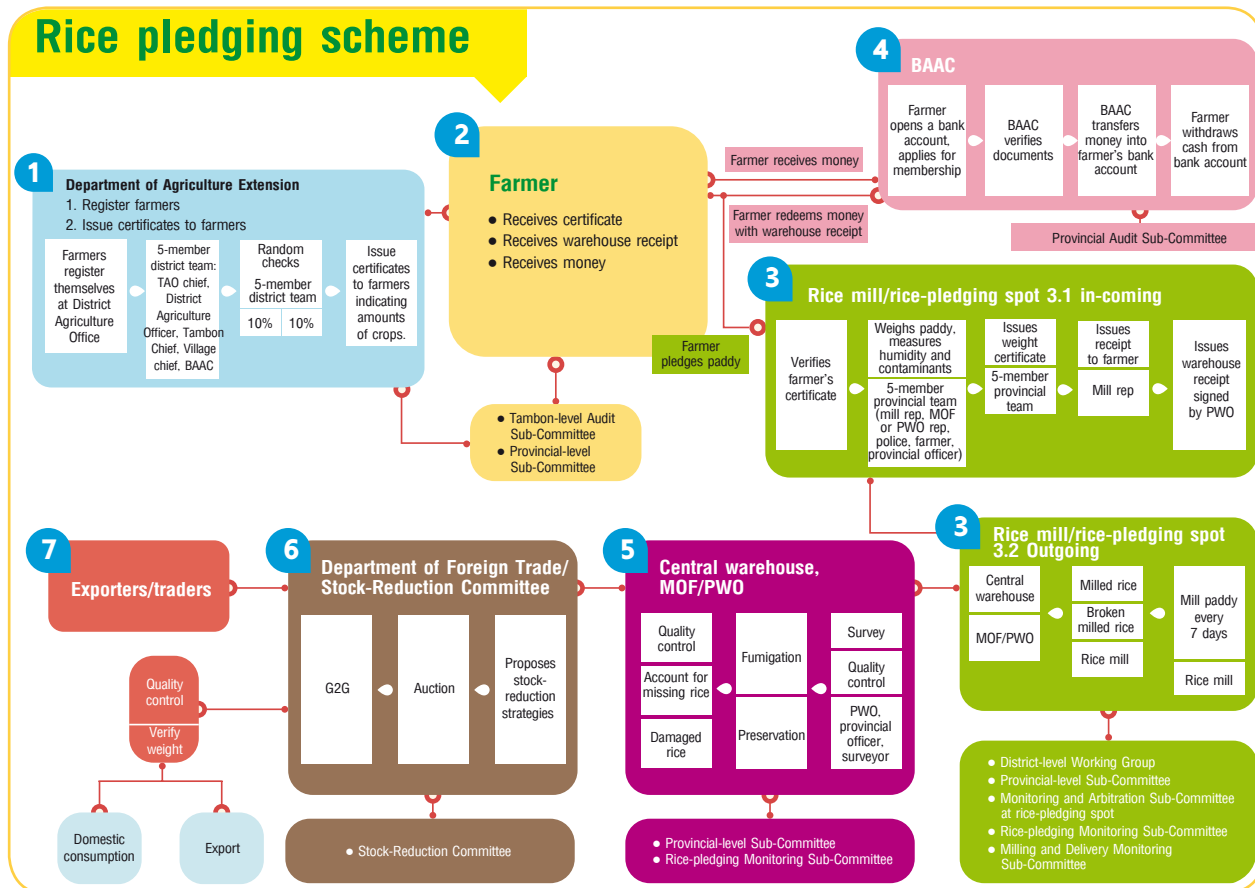 Rice pledging scheme
1
Department of Agriculture Extension
1. Register farmers
2. Issue certificates to farmers
Farmers
register
themselves
at District
Agriculture
Office
5-member
district team:
TAO chief,
District
Agriculture
Officer, Tambon
Chief, Village
chief, BAAC
Random
checks
5-member
district team
10%
10%
Issue
certificates
to farmers
indicating
amounts
of crops.
2
Farmer
● Receives certificate
● Receives warehouse receipt
● Receives money
● Tambon-level Audit
Sub-Committee
● Provincial-level
Sub-Committee
Farmer receives money
Farmer redeems money
with warehouse receipt
Farmer
pledges paddy
4
BAAC
Farmer
opens a bank
account,
applies for
membership
BAAC
verifies
documents
BAAC
transfers
money into
farmer's bank
account
Farmer
withdraws
cash from
bank account
Provincial Audit Sub-Committee
3
Rice mill/rice-pledging spot 3.1 in-coming
Verifies
farmer's
certificate
Weighs paddy,
measures
humidity and
contaminants
5-member
provincial team
(mill rep, MOF
or PWO rep,
police, farmer,
provincial officer)
Issues
weight
certificate
5-member
provincial
team
Issues
receipt
to farmer
Mill rep
Issues
warehouse
receipt
signed
by PWO
3
Rice mill/rice-pledging spot
3.2 Outgoing
Central
warehouse
MOF/PWO
Milled rice
Broken
milled rice
Rice mill
Mill paddy
every
7 days
Rice mill
● District-level Working Group
● Provincial-level Sub-Committee
● Monitoring and Arbitration Sub-Committee
at rice-pledging spot
● Rice-pledging Monitoring Sub-Committee
● Milling and Delivery Monitoring
Sub-Committee
5
Central warehouse,
MOF/PWO
Quality
control
Account for
missing rice
Damaged
rice
Fumigation
Preservation
Survey
Quality
control
PWO,
provincial
officer,
surveyor
● Provincial-level Sub-Committee
● Rice-pledging Monitoring Sub-Committee
6
Department of Foreign Trade/
Stock-Reduction Committee
G2G
Auction
Proposes
stock-
reduction
strategies
● Stock-Reduction Committee
7
Exporters/traders
Quality
control
Verify
weight
Domestic
consumption
Export